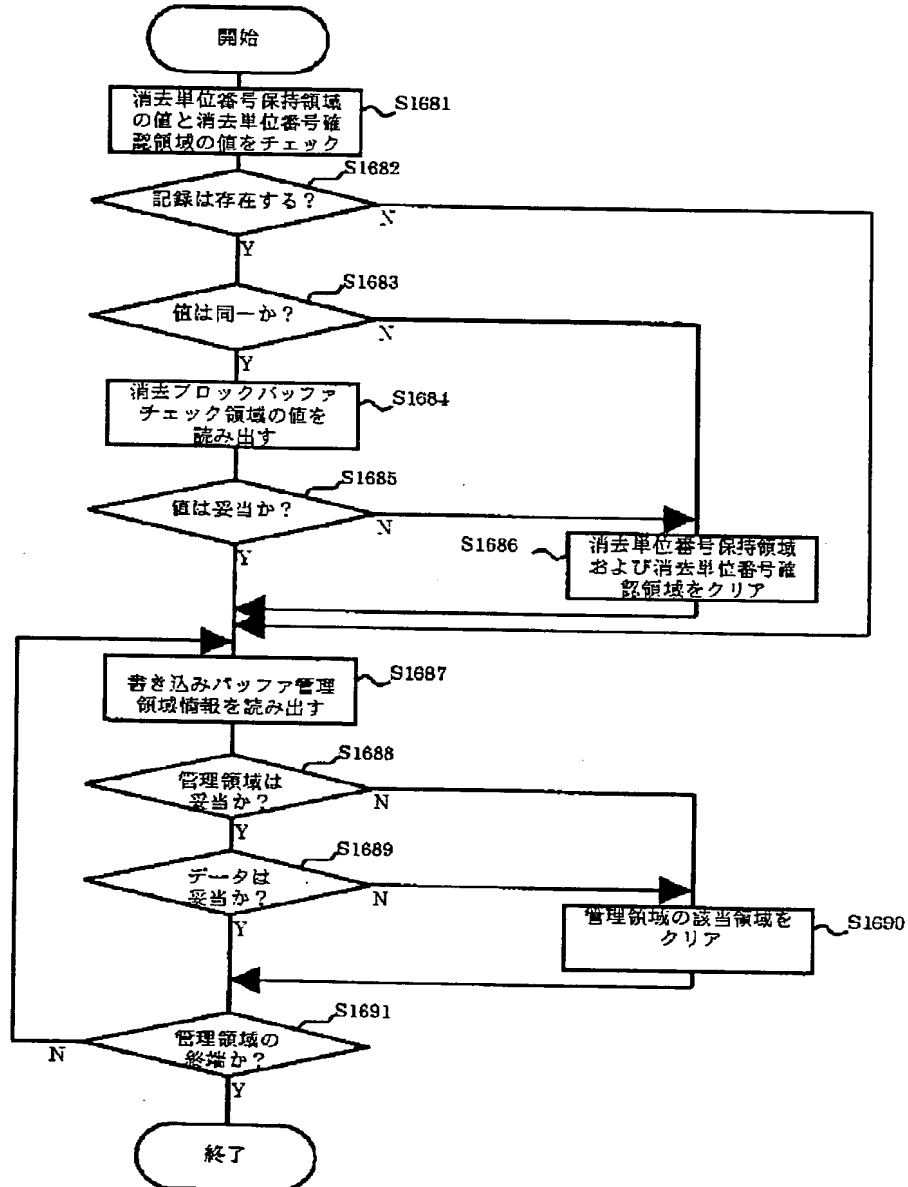 開始
消去単位番号保持領域
の値と消去単位番号確
認領域の値をチェック
S1681
S1682
記録は存在する?
N
Y
S1683
値は同一か?
N
Y
消去ブロックバッファ
チェック領域の値を
読み出す
S1684
S1685
値は妥当か?
N
Y
S1686
消去単位番号保持領域
および消去単位番号確
認領域をクリア
書き込みバッファ管理
領域情報を読み出す
S1687
S1688
管理領域は
妥当か?
N
Y
S1689
データは
妥当か?
N
Y
管理領域の該当領域を
クリア
S1690
S1691
管理領域の
終端か?
N
Y
終了